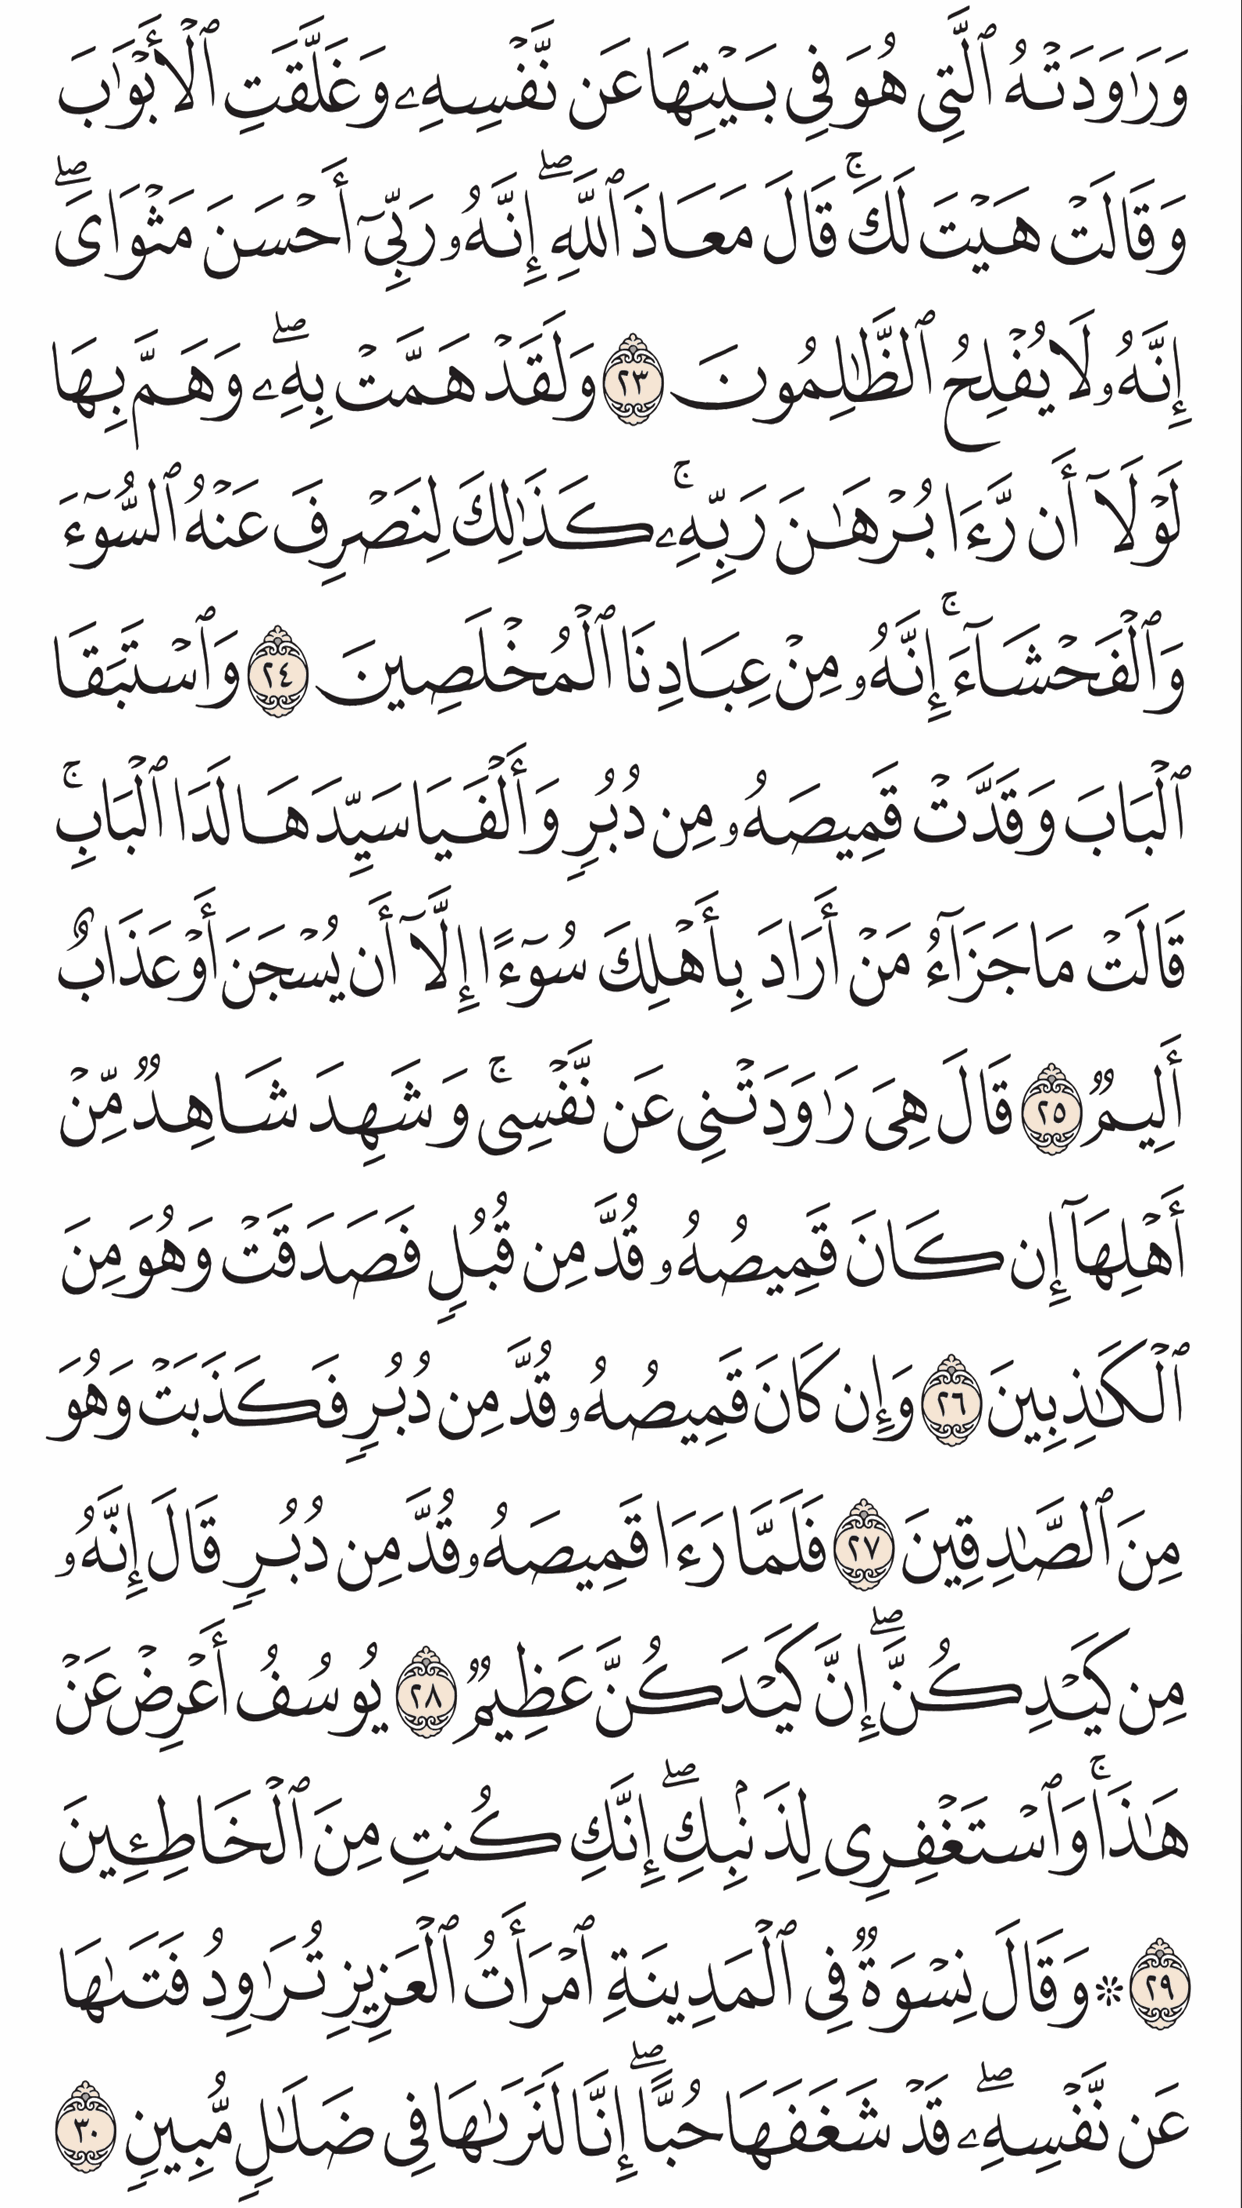 وَرَٰوَدَتۡهُ ٱلَّتِي هُوَ فِي بَيۡتِهَا عَن نَّفۡسِهِۦ وَغَلَّقَتِ ٱلۡأَبۡوَٰبَ
وَقَالَتۡ هَيۡتَ لَكَۚ قَالَ مَعَاذَ ٱللَّهِۖ إِنَّهُۥ رَبِّيٓ أَحۡسَنَ مَثۡوَايَۖ
إِنَّهُۥ لَا يُفۡلِحُ ٱلظَّٰلِمُونَ ٢٣ وَلَقَدۡ هَمَّتۡ بِهِۦۖ وَهَمَّ بِهَا
لَوۡلَآ أَن رَّءَا بُرۡهَٰنَ رَبِّهِۦۚ كَذَٰلِكَ لِنَصۡرِفَ عَنۡهُ ٱلسُّوٓءَ
وَٱلۡفَحۡشَآءَۚ إِنَّهُۥ مِنۡ عِبَادِنَا ٱلۡمُخۡلَصِينَ ٢٤ وَٱسۡتَبَقَا
ٱلۡبَابَ وَقَدَّتۡ قَمِيصَهُۥ مِن دُبُرٖ وَأَلۡفَيَا سَيِّدَهَا لَدَا ٱلۡبَابِۚ
قَالَتۡ مَا جَزَآءُ مَنۡ أَرَادَ بِأَهۡلِكَ سُوٓءًا إِلَّآ أَن يُسۡجَنَ أَوۡ عَذَابٌ
أَلِيمٞ ٢٥ قَالَ هِيَ رَٰوَدَتۡنِي عَن نَّفۡسِيۚ وَشَهِدَ شَاهِدٞ مِّنۡ
أَهۡلِهَآ إِن كَانَ قَمِيصُهُۥ قُدَّ مِن قُبُلٖ فَصَدَقَتۡ وَهُوَ مِنَ
ٱلۡكَٰذِبِينَ ٢٦ وَإِن كَانَ قَمِيصُهُۥ قُدَّ مِن دُبُرٖ فَكَذَبَتۡ وَهُوَ
مِنَ ٱلصَّٰدِقِينَ ٢٧ فَلَمَّا رَءَا قَمِيصَهُۥ قُدَّ مِن دُبُرٖ قَالَ إِنَّهُۥ
مِن كَيۡدِكُنَّۖ إِنَّ كَيۡدَكُنَّ عَظِيمٞ ٢٨ يُوسُفُ أَعۡرِضۡ عَنۡ
هَٰذَاۚ وَٱسۡتَغۡفِرِي لِذَنۢبِكِۖ إِنَّكِ كُنتِ مِنَ ٱلۡخَاطِـِٔينَ
٢٩ ۞ وَقَالَ نِسۡوَةٞ فِي ٱلۡمَدِينَةِ ٱمۡرَأَتُ ٱلۡعَزِيزِ تُرَٰوِدُ فَتَىٰهَا
عَن نَّفۡسِهِۦۖ قَدۡ شَغَفَهَا حُبًّاۖ إِنَّا لَنَرَىٰهَا فِي ضَلَٰلٖ مُّبِينٖ ٣٠